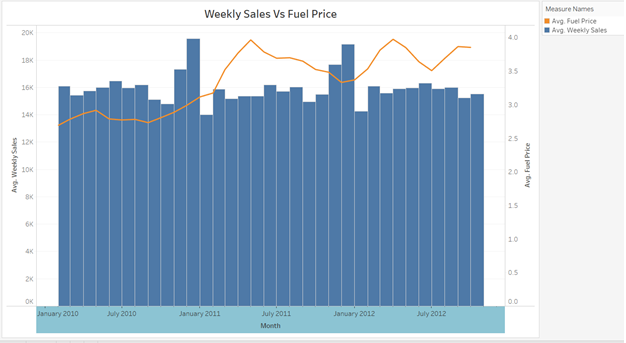 Weekly Sales Vs Fuel Price
Measure Names
Avg. Fuel Price
Avg. Weekly Sales
20K
18K
16K
14K
12K
10K
8K
6K
4K
2K
0K
Avg. Weekly Sales
4.0
3.5
3.0
2.5
2.0
1.5
1.0
0.5
0.0
Avg. Fuel Price
January 2010 July 2010 January 2011 July 2011 January 2012 July 2012
Month